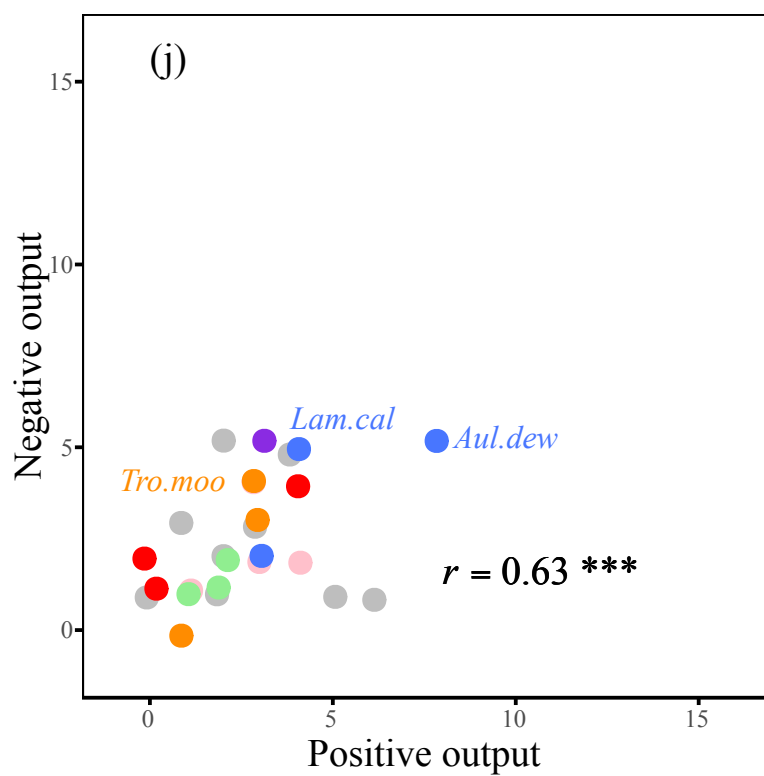 (j)
15
10
5
0
Negative output
Lam.cal
Aul.dew
Tro.moo
r = 0.63 ***
0
5
10
15
Positive output